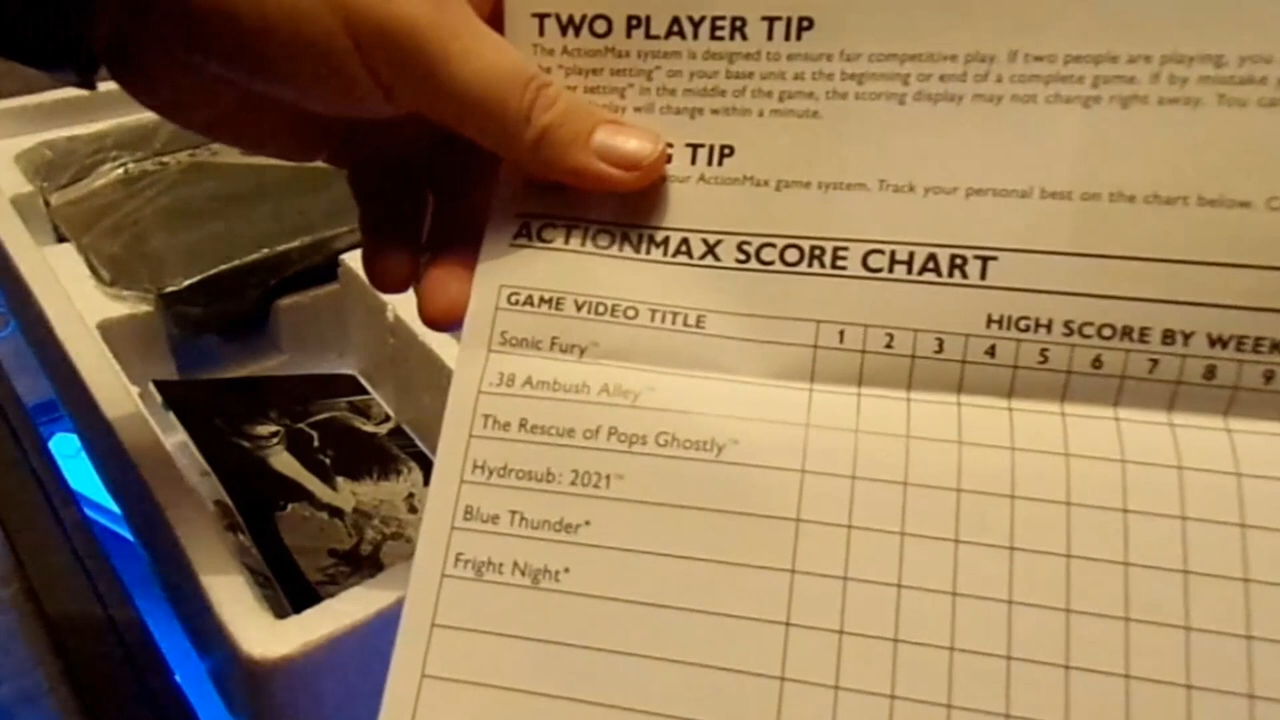 TWO PLAYER TIP
The ActionMax system is designed to ensure fair competitive play. If two people are playing, you
"player setting" on your base unit at the beginning or end of a complete game. If by mistake
setting" in the middle of the game, the scoring display may not change right away. You
will change within a minute.
TIP
your ActionMax game system. Track your personal best on the chart below.
ACTIONMAX SCORE CHART
GAME VIDEO TITLE
HIGH SCORE BY WEEK
1 2 3 4 5 6 7 8 9
Sonic Fury™
.38 Ambush Alley™
The Rescue of Pops Ghostly™
Hydrosub: 2021™
Blue Thunder*
Fright Night*